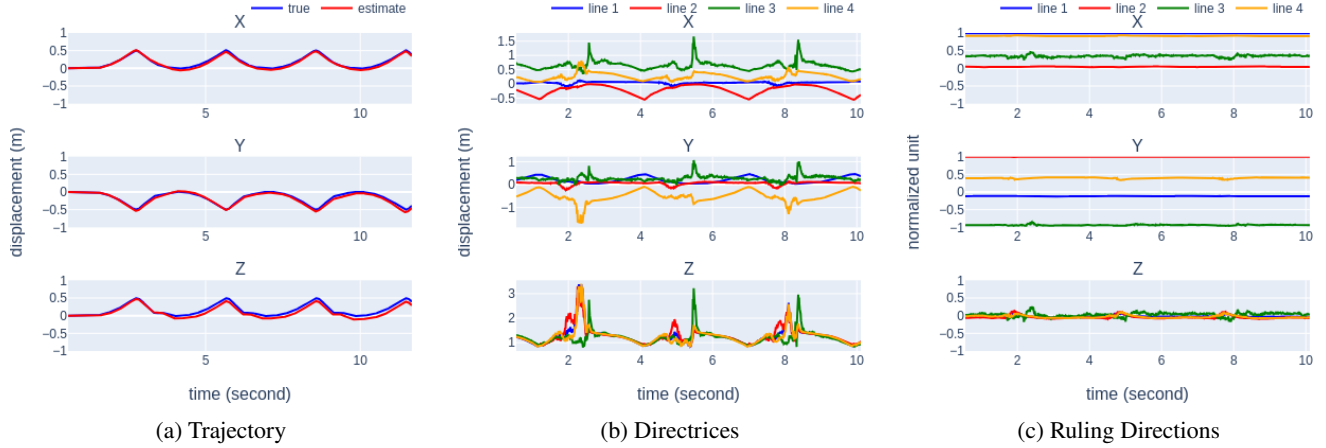 true estimate
X
1
0.5
0
−0.5
−1
5 10
Y
1
0.5
0
−0.5
−1
5 10
Z
1
0.5
0
−0.5
−1
5 10
displacement (m)
time (second)
(a) Trajectory
line 1 line 2 line 3 line 4
X
1.5
1
0.5
0
−0.5
2 4 6 8 10
Y
1
0
−1
2 4 6 8 10
Z
3
2
1
2 4 6 8 10
displacement (m)
time (second)
(b) Directrices
line 1 line 2 line 3 line 4
X
1
0.5
0
−0.5
−1
2 4 6 8 10
Y
1
0.5
0
−0.5
−1
2 4 6 8 10
Z
1
0.5
0
−0.5
−1
2 4 6 8 10
normalized unit
time (second)
(c) Ruling Directions